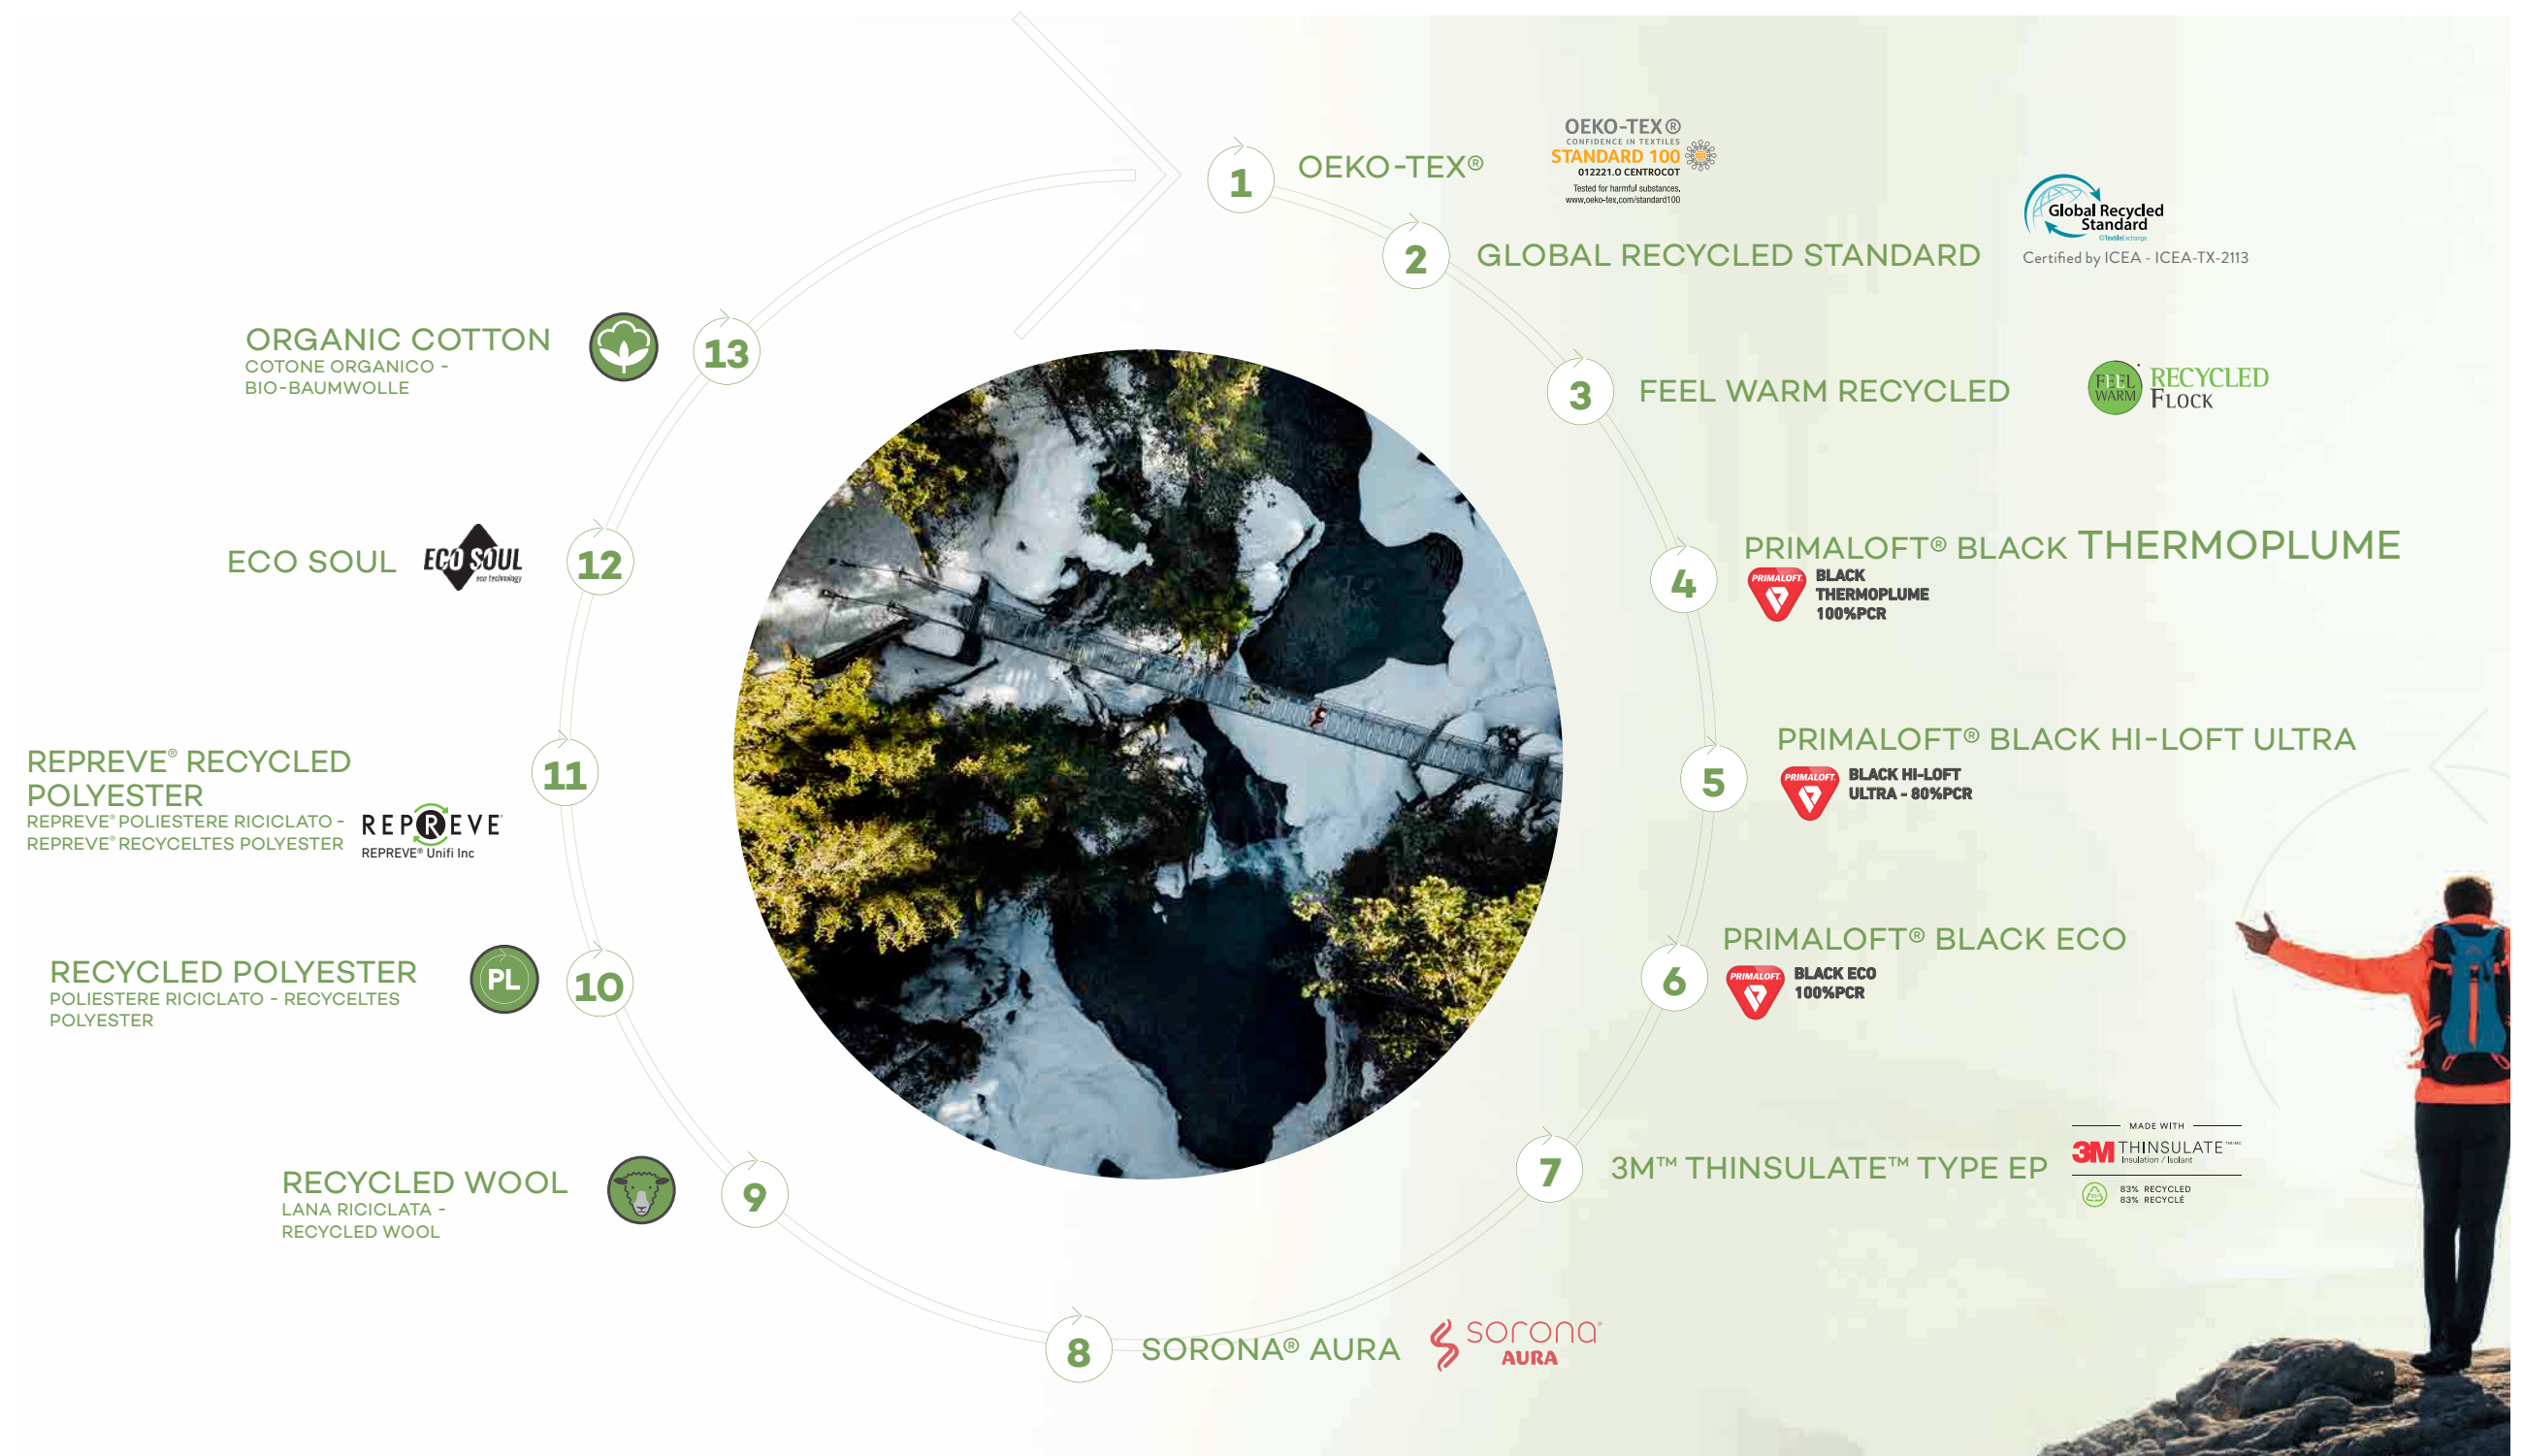 1
OEKO-TEX®
OEKO-TEX®
CONFIDENCE IN TEXTILES
STANDARD 100
012221.O CENTROCOT
Tested for harmful substances.
www.oeko-tex.com/standard100
2
GLOBAL RECYCLED STANDARD
Global Recycled
Standard
©TextileExchange
Certified by ICEA - ICEA-TX-2113
3
FEEL WARM RECYCLED
FEEL
WARM
RECYCLED
FLOCK
4
PRIMALOFT® BLACK THERMOPLUME
PRIMALOFT.
BLACK
THERMOPLUME
100%PCR
5
PRIMALOFT® BLACK HI-LOFT ULTRA
PRIMALOFT.
BLACK HI-LOFT
ULTRA - 80%PCR
6
PRIMALOFT® BLACK ECO
PRIMALOFT.
BLACK ECO
100%PCR
7
3M™ THINSULATE™ TYPE EP
MADE WITH
3M THINSULATE TM/MC
Insulation / Isolant
83% RECYCLED
83% RECYCLÉ
8
SORONA® AURA
sorona®
AURA
9
RECYCLED WOOL
LANA RICICLATA -
RECYCLED WOOL
10
RECYCLED POLYESTER
POLIESTERE RICICLATO - RECYCELTES
POLYESTER
PL
11
REPREVE® RECYCLED
POLYESTER
REPREVE® POLIESTERE RICICLATO -
REPREVE® RECYCELTES POLYESTER
REPREVE
REPREVE® Unifi Inc
12
ECO SOUL
ECO SOUL
eco technology
13
ORGANIC COTTON
COTONE ORGANICO -
BIO-BAUMWOLLE